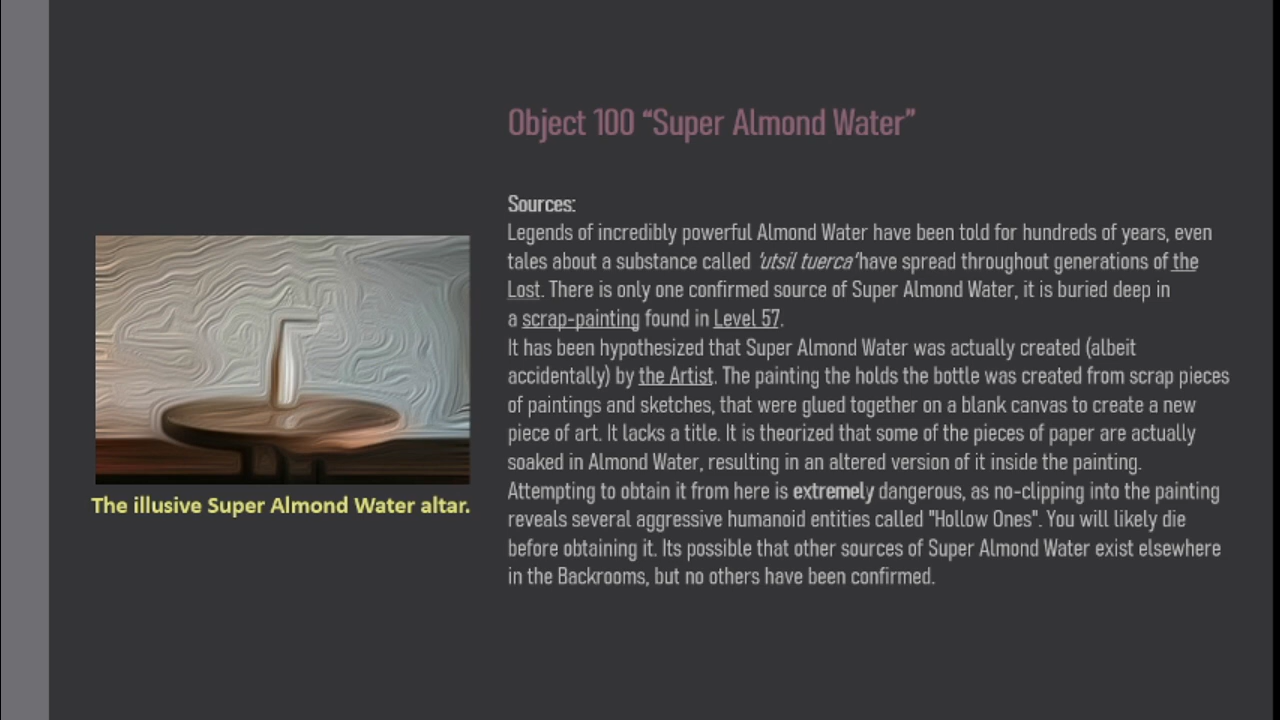 Object 100 “Super Almond Water”
Sources:
Legends of incredibly powerful Almond Water have been told for hundreds of years, even
tales about a substance called 'utsil tuerca' have spread throughout generations of the
Lost. There is only one confirmed source of Super Almond Water, it is buried deep in
a scrap-painting found in Level 57.
It has been hypothesized that Super Almond Water was actually created (albeit
accidentally) by the Artist. The painting the holds the bottle was created from scrap pieces
of paintings and sketches, that were glued together on a blank canvas to create a new
piece of art. It lacks a title. It is theorized that some of the pieces of paper are actually
soaked in Almond Water, resulting in an altered version of it inside the painting.
Attempting to obtain it from here is extremely dangerous, as no-clipping into the painting
reveals several aggressive humanoid entities called "Hollow Ones". You will likely die
before obtaining it. Its possible that other sources of Super Almond Water exist elsewhere
in the Backrooms, but no others have been confirmed.
The illusive Super Almond Water altar.